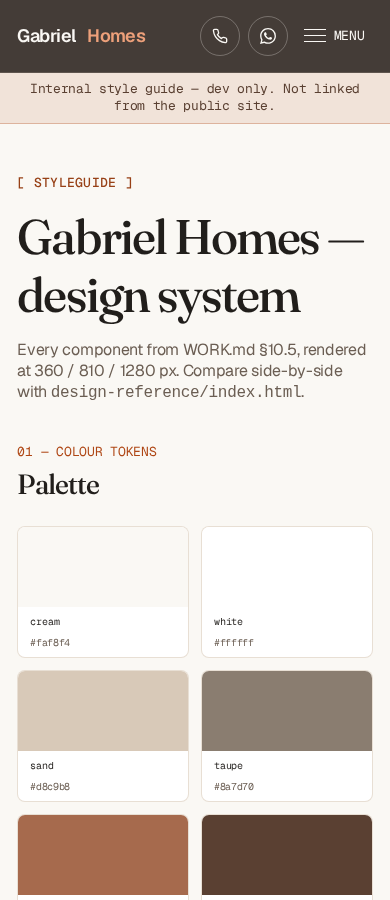 Gabriel Homes
MENU
Internal style guide — dev only. Not linked
from the public site.
[ STYLEGUIDE ]
Gabriel Homes —
design system
Every component from WORK.md §10.5, rendered
at 360 / 810 / 1280 px. Compare side-by-side
with design-reference/index.html.
01 — COLOUR TOKENS
Palette
cream
#faf8f4
white
#ffffff
sand
#d8c9b8
taupe
#8a7d70